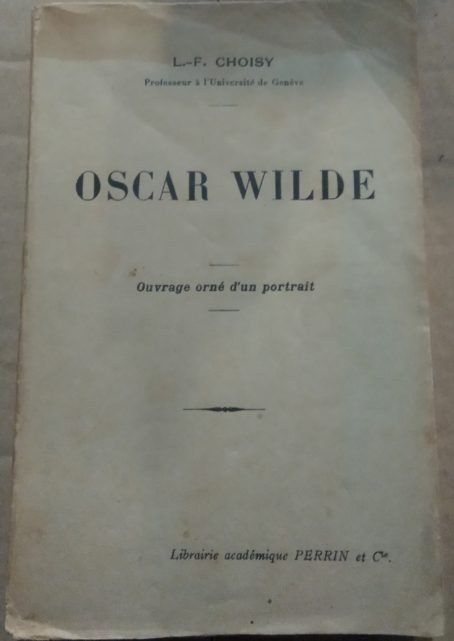 L.-F. CHOISY
Professeur à l'Université de Genève
OSCAR WILDE
Ouvrage orné d'un portrait
Librairie académique PERRIN et Cie.